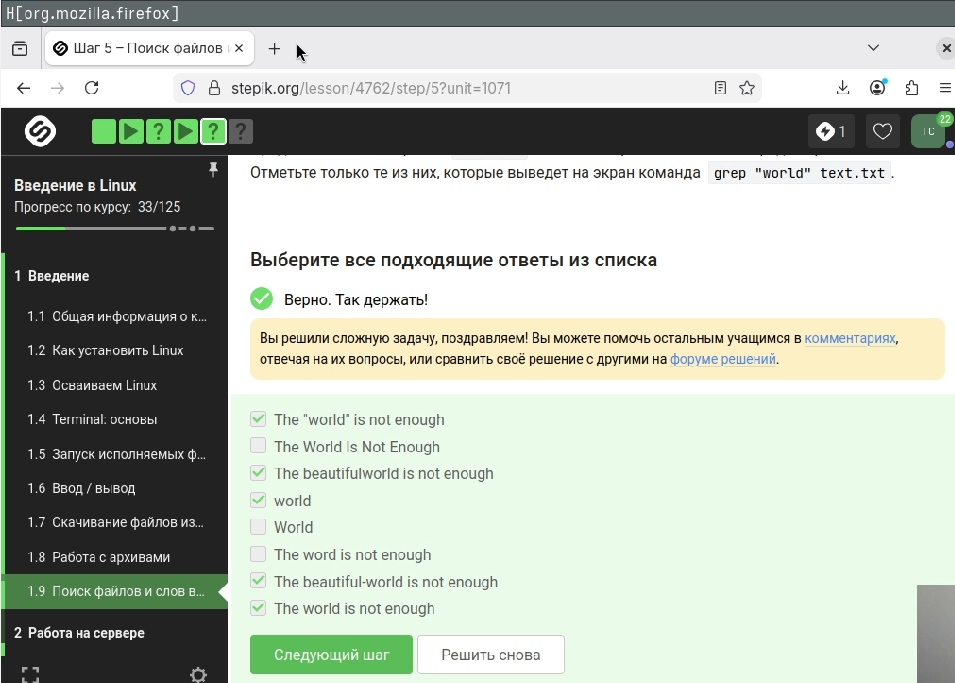 H[org.mozilla.firefox]
Шаг 5 – Поиск файлов
stepik.org/lesson/4762/step/5?unit=1071
1
TC
22
Отметьте только те из них, которые выведет на экран команда grep "world" text.txt.
Введение в Linux
Прогресс по курсу: 33/125
1 Введение
1.1 Общая информация о к...
1.2 Как установить Linux
1.3 Осваиваем Linux
1.4 Terminal: основы
1.5 Запуск исполняемых ф...
1.6 Ввод / вывод
1.7 Скачивание файлов из...
1.8 Работа с архивами
1.9 Поиск файлов и слов в...
2 Работа на сервере
Выберите все подходящие ответы из списка
Верно. Так держать!
Вы решили сложную задачу, поздравляем! Вы можете помочь остальным учащимся в комментариях,
отвечая на их вопросы, или сравнить своё решение с другими на форуме решений.
The "world" is not enough
The World Is Not Enough
The beautifulworld is not enough
world
World
The word is not enough
The beautiful-world is not enough
The world is not enough
Следующий шаг
Решить снова